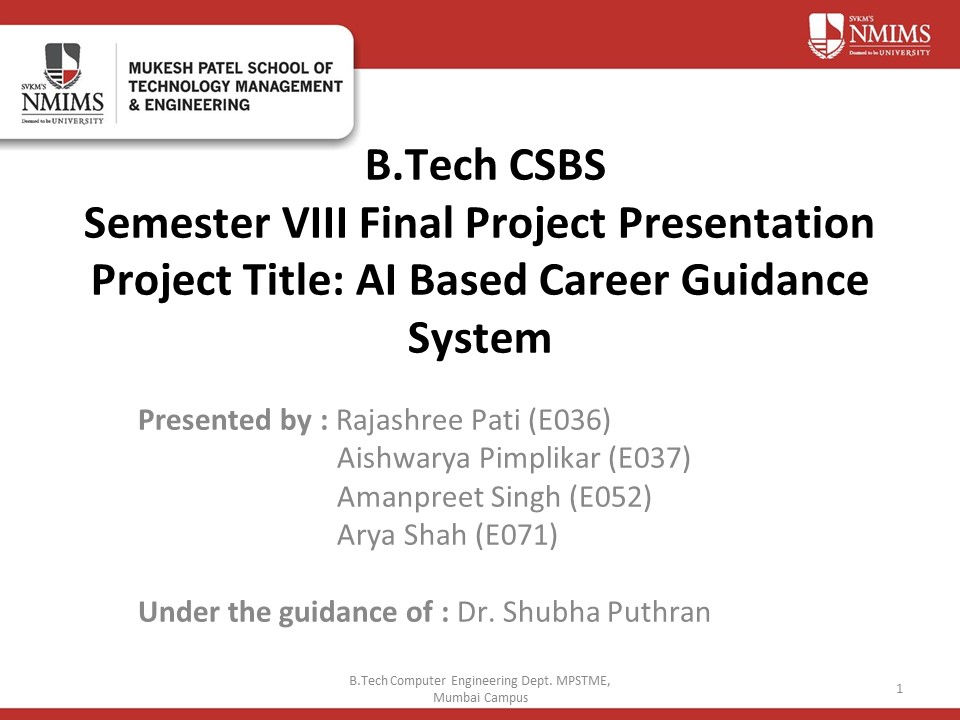 SVKM'S
NMIMS
Deemed to be UNIVERSITY
SVKM'S
NMIMS
Deemed to be UNIVERSITY
MUKESH PATEL SCHOOL OF
TECHNOLOGY MANAGEMENT
& ENGINEERING
B.Tech CSBS
Semester VIII Final Project Presentation
Project Title: AI Based Career Guidance
System
Presented by : Rajashree Pati (E036)
Aishwarya Pimplikar (E037)
Amanpreet Singh (E052)
Arya Shah (E071)
Under the guidance of : Dr. Shubha Puthran
B.Tech Computer Engineering Dept. MPSTME,
Mumbai Campus
1